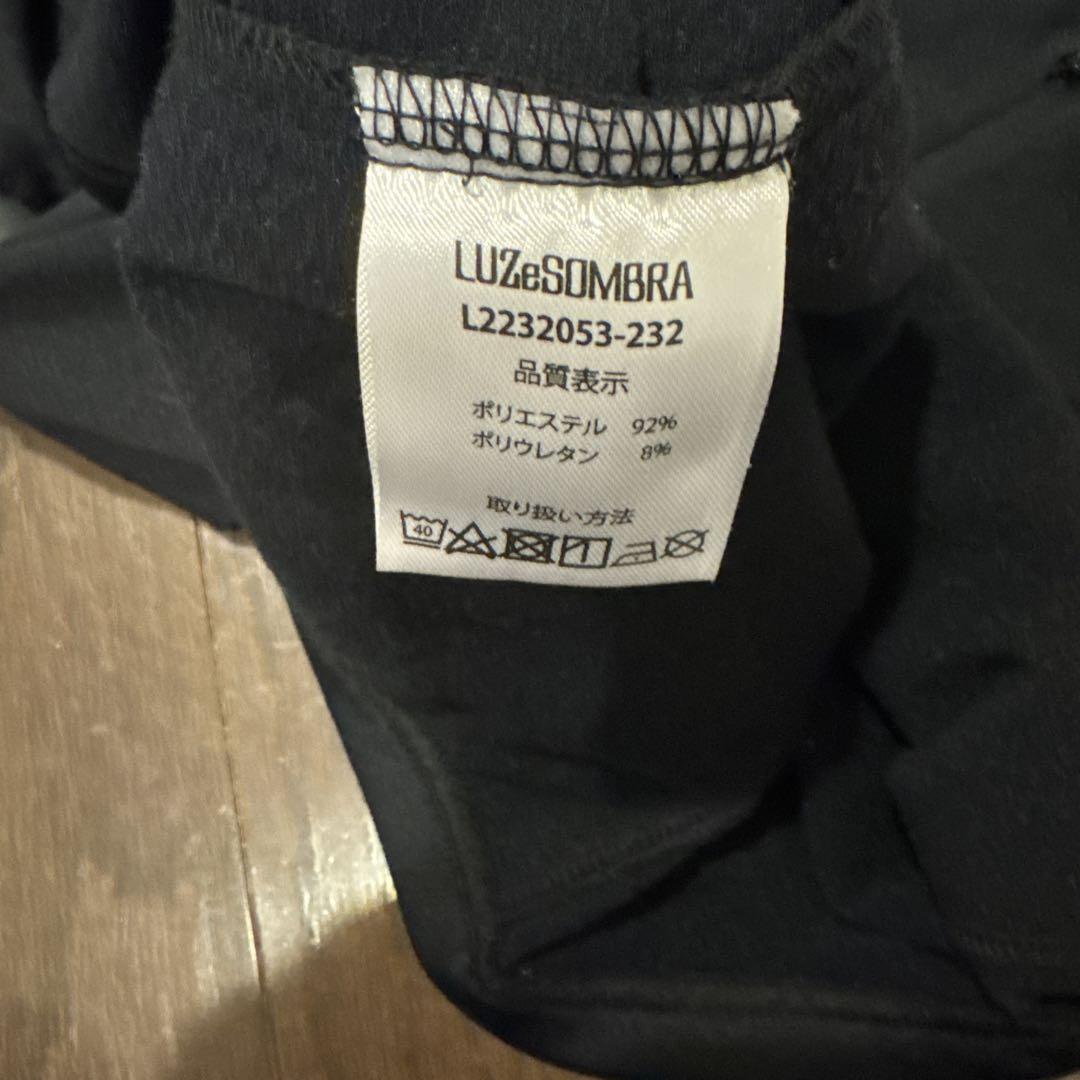 LUZeSOMBRA
L2232053-232
品質表示
ポリエステル 92%
ポリウレタン 8%
取り扱い方法
40